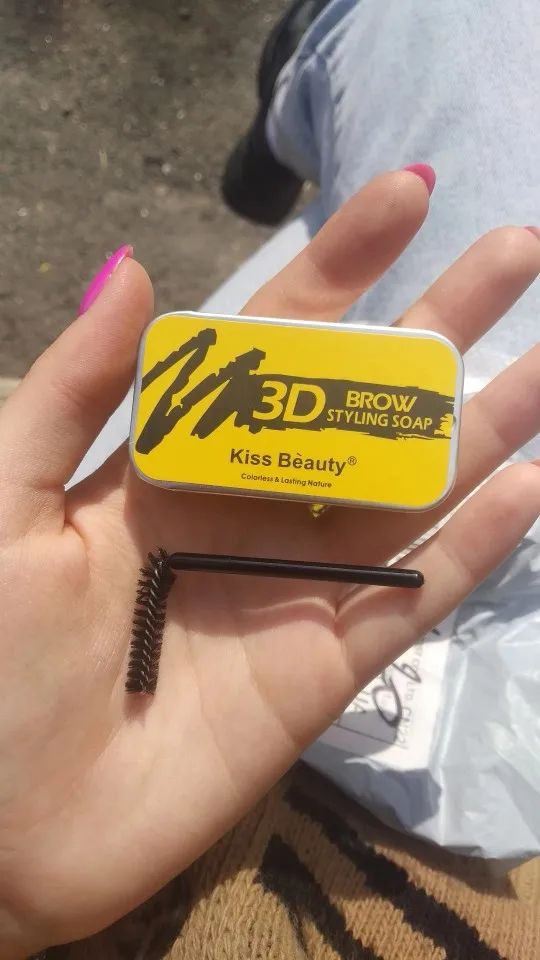 3D BROW
STYLING SOAP
Kiss Bèauty®
Colorless & Lasting Nature